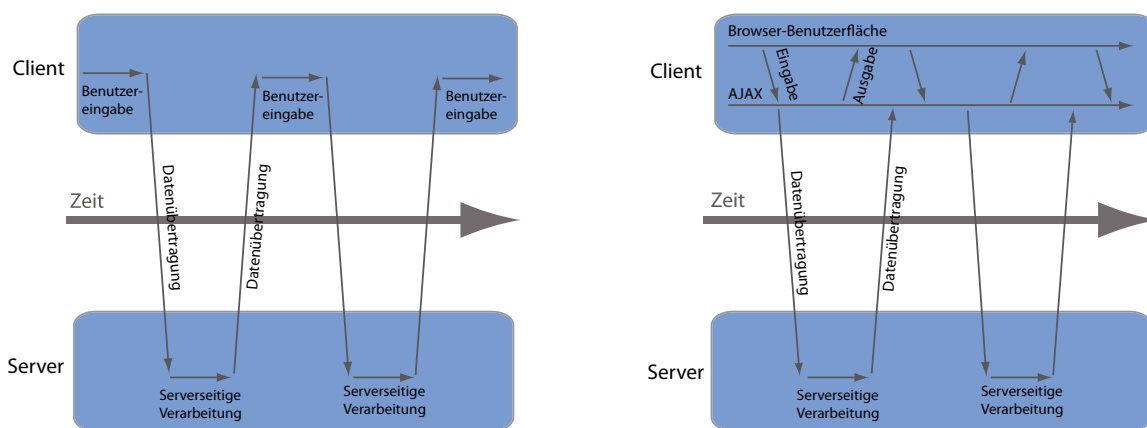 Client
Benutzer-
eingabe
Benutzer-
eingabe
Benutzer-
eingabe
Datenübertragung
Datenübertragung
Zeit
Server
Serverseitige
Verarbeitung
Serverseitige
Verarbeitung
Client
Browser-Benutzerfläche
Eingabe
Ausgabe
AJAX
Datenübertragung
Datenübertragung
Zeit
Server
Serverseitige
Verarbeitung
Serverseitige
Verarbeitung